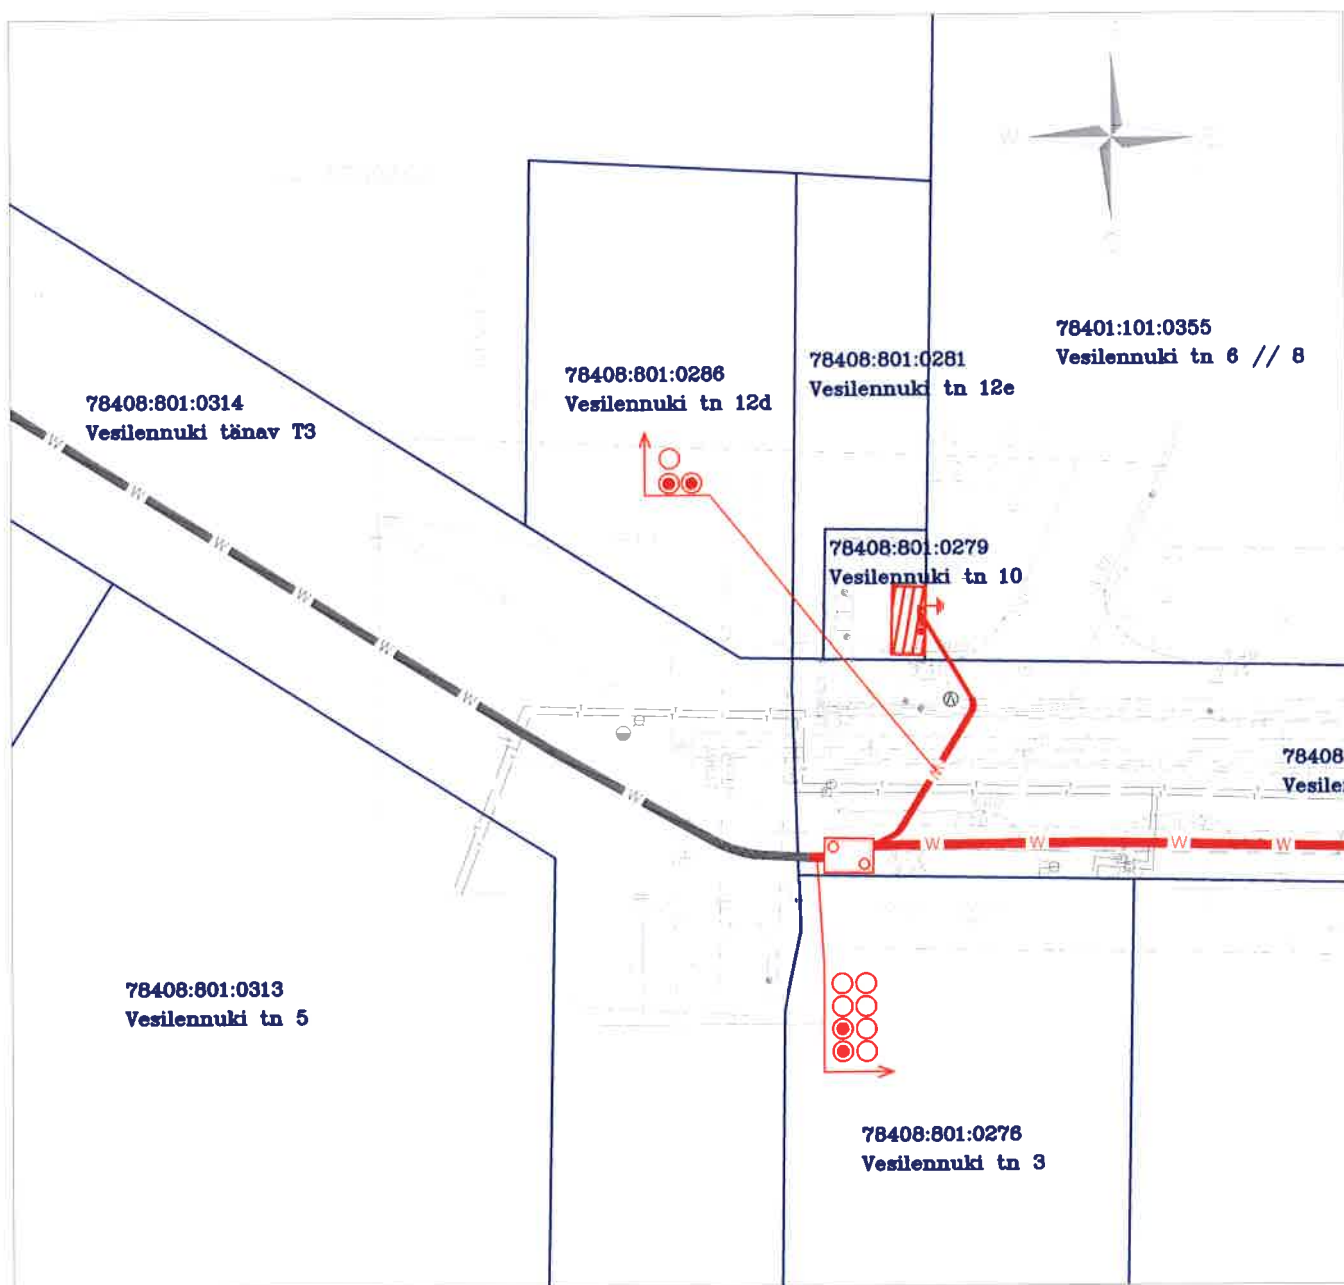 78401:101:0355
Vesilennuki tn 6 // 8
78408:801:0281
Vesilennuki tn 12e
78408:801:0286
Vesilennuki tn 12d
78408:801:0314
Vesilennuki tänav T3
78408:801:0279
Vesilennuki tn 10
W
W
W
W
W
W
W
78408
W
W
W
W
78408:801:0313
Vesilennuki tn 5
78408:801:0276
Vesilennuki tn 3